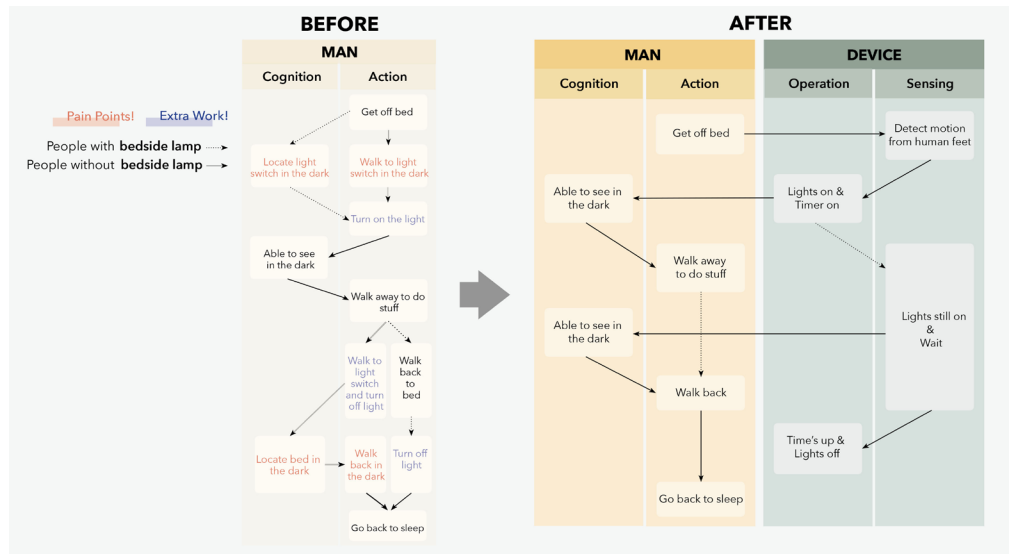 BEFORE
MAN
Cognition
Action
Pain Points!
Extra Work!
People with bedside lamp
People without bedside lamp
Get off bed
Locate light
switch in the dark
Walk to light
switch in the dark
Turn on the light
Able to see
in the dark
Walk away to do
stuff
Walk to
light
switch
and turn
off light
Walk
back
to
bed
Locate bed in
the dark
Walk
back in
the dark
Turn off
light
Go back to sleep
AFTER
MAN
DEVICE
Cognition
Action
Operation
Sensing
Get off bed
Detect motion
from human feet
Lights on &
Timer on
Able to see in
the dark
Walk away
to do stuff
Lights still on
&
Wait
Able to see in
the dark
Walk back
Time's up &
Lights off
Go back to sleep